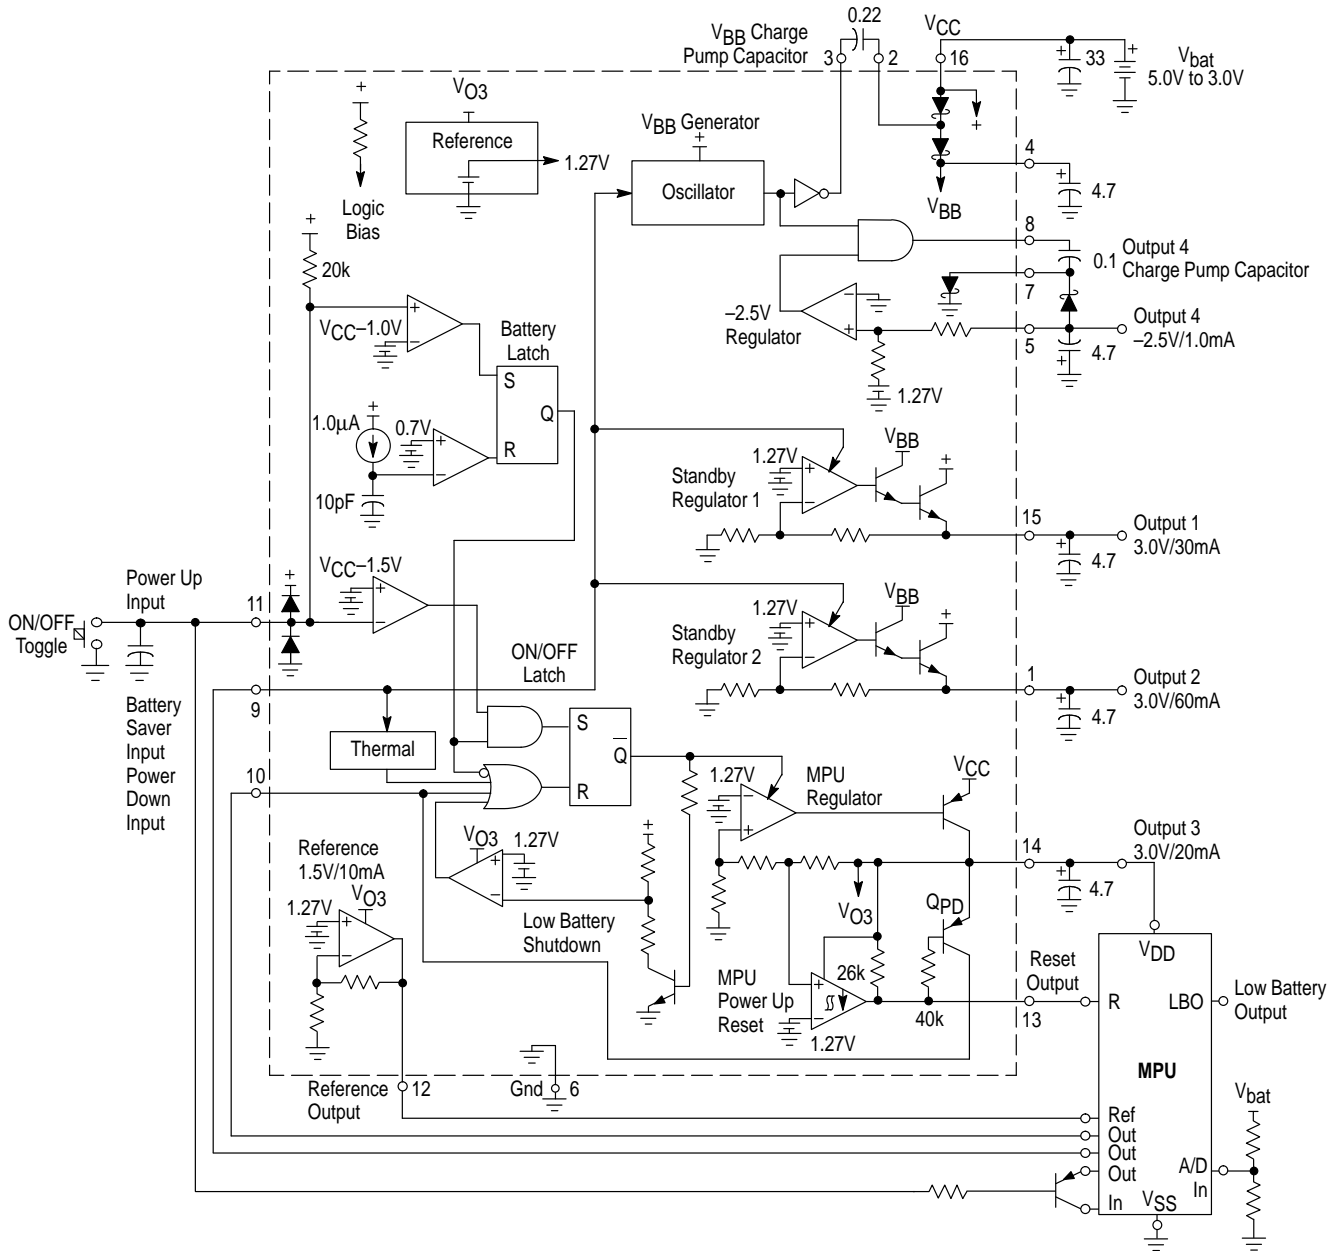 0.22
VBB Charge
Pump Capacitor
3
2
VCC
16
33
Vbat
5.0V to 3.0V
+
VO3
Reference
1.27V
+
Logic
Bias
VBB Generator
+
Oscillator
+
VBB
4
4.7
8
0.1
Output 4
Charge Pump Capacitor
7
–2.5V
Regulator
5
4.7
Output 4
–2.5V/1.0mA
1.27V
+
20k
VCC–1.0V
Battery
Latch
S
Q
R
1.0µA
0.7V
10pF
1.27V
VBB
+
Standby
Regulator 1
15
4.7
Output 1
3.0V/30mA
VCC–1.5V
Power Up
Input
11
ON/OFF
Toggle
1.27V
VBB
+
Standby
Regulator 2
1
4.7
Output 2
3.0V/60mA
ON/OFF
Latch
9
Battery
Saver
Input
Power
Down
Input
Thermal
S
Q
R
10
1.27V
MPU
Regulator
VCC
14
4.7
Output 3
3.0V/20mA
Reference
1.5V/10mA
VO3
1.27V
VO3
1.27V
Low Battery
Shutdown
VO3
QPD
26k
MPU
Power Up
Reset
1.27V
40k
Reset
Output
13
VDD
R
LBO
Low Battery
Output
MPU
Reference
Output
12
Gnd
6
Ref
Out
Out
Out
In
A/D
In
VSS
Vbat